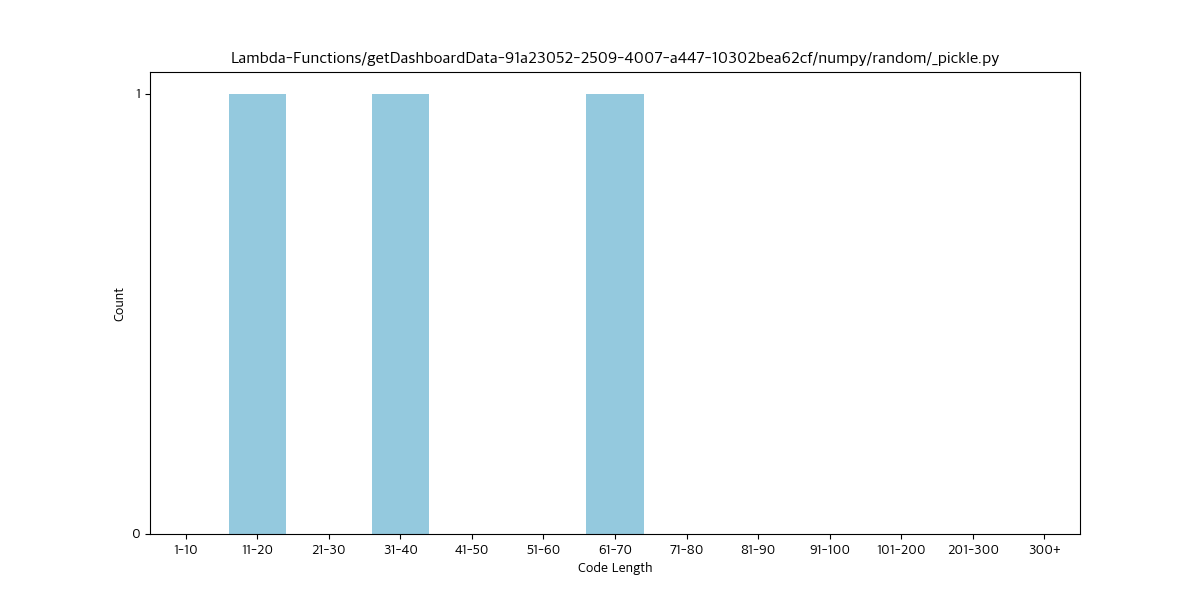 Lambda-Functions/getDashboardData-91a23052-2509-4007-a447-10302bea62cf/numpy/random/_pickle.py
1
Count
0
1-10 11-20 21-30 31-40 41-50 51-60 61-70 71-80 81-90 91-100 101-200 201-300 300+
Code Length